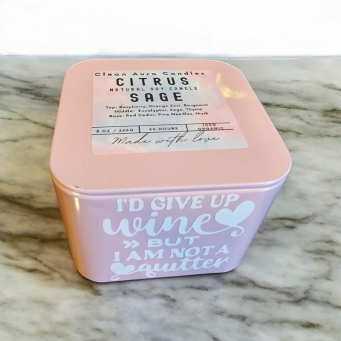 Clean Aura Candles
CITRUS
NATURAL SOY CANDLE
SAGE
Top: Raspberry, Orange Zest, Bergamot
Middle: Eucalyptus, Sage, Thyme
Base: Red Cedar, Pine Needles, Musk
8 OZ / 225G 45 HOURS 100% ORGANIC
Made with love
I'D GIVE UP
wine
» BUT
I AM NOT A
quitter